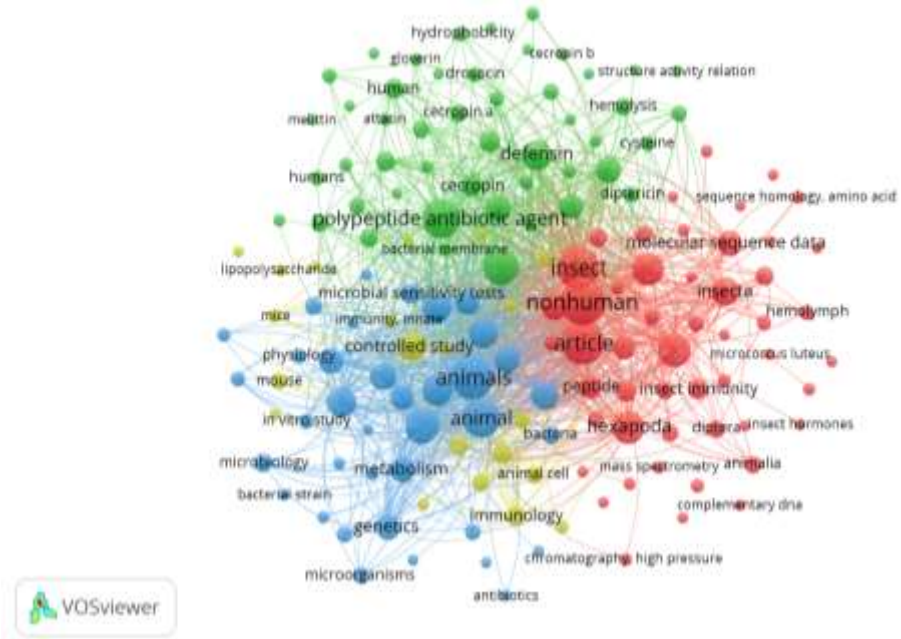 hydrophobicity
gloverin
cecropin b
drosocin
structure activity relation
human
cecropin a
hemolysis
melittin
attacin
cysteine
defensin
humans
cecropin
diptericin
sequence homology, amino acid
polypeptide antibiotic agent
bacterial membrane
molecular sequence data
lipopolysaccharide
insect
microbial sensitivity tests
insecta
nonhuman
mice
immunity, innate
hemolymph
controlled study
article
physiology
micrococcus luteus
mouse
animals
peptide
insect immunity
in vitro study
animal
bacteria
hexapoda
diptera
insect hormones
microbiology
metabolism
animal cell
mass spectrometry
animalia
bacterial strain
complementary dna
genetics
immunology
chromatography, high pressure
microorganisms
antibiotics
VOSviewer